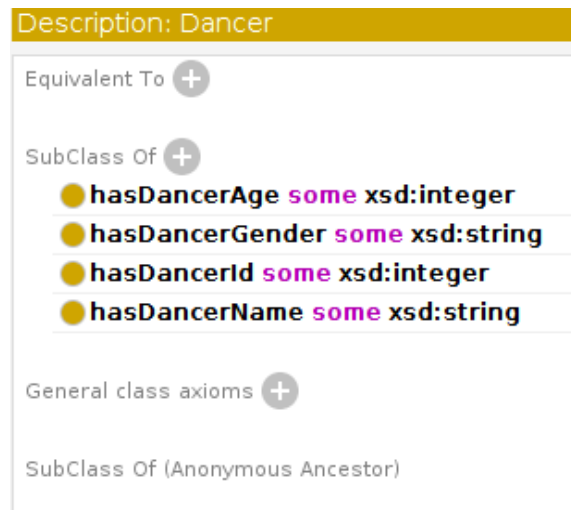 Description: Dancer
Equivalent To
SubClass Of
hasDancerAge some xsd:integer
hasDancerGender some xsd:string
hasDancerId some xsd:integer
hasDancerName some xsd:string
General class axioms
SubClass Of (Anonymous Ancestor)